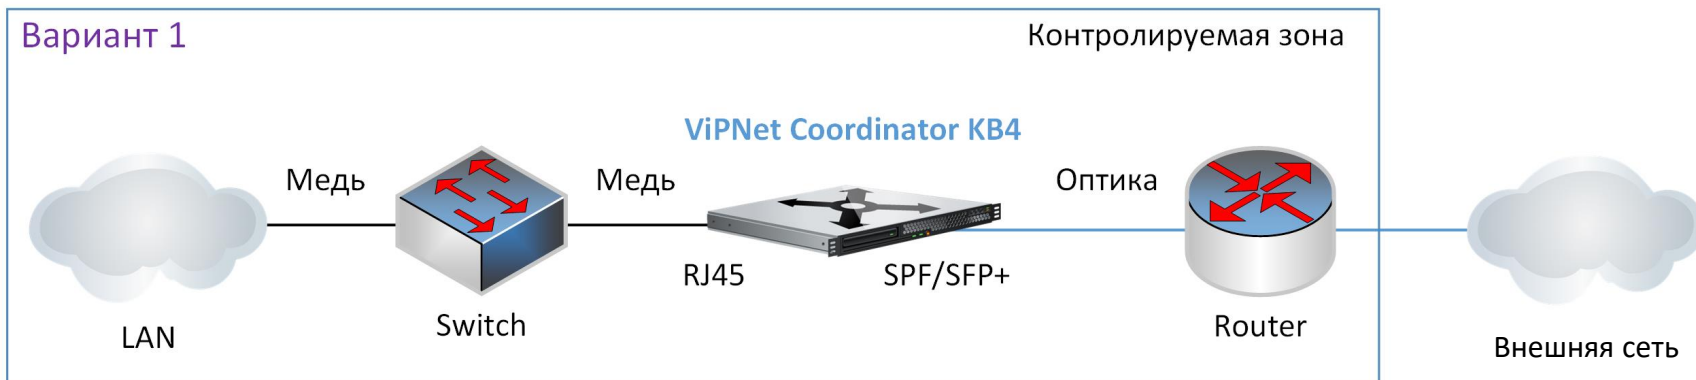 Вариант 1
Контролируемая зона
ViPNet Coordinator KB4
Медь
Медь
Оптика
RJ45
SPF/SFP+
LAN
Switch
Router
Внешняя сеть